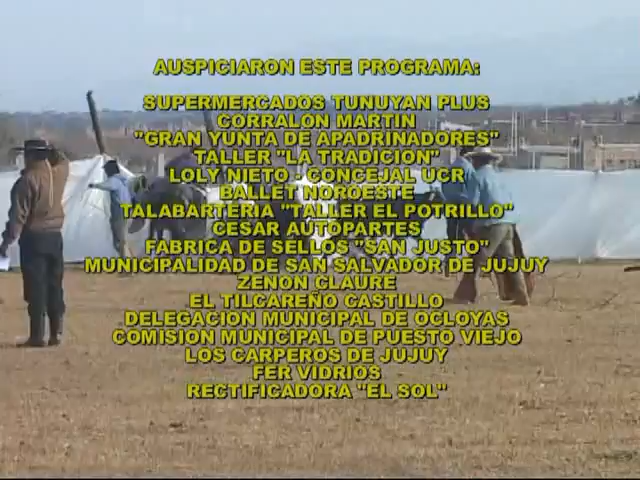 AUSPICIARON ESTE PROGRAMA:
SUPERMERCADOS TUNUYAN PLUS
CORRALON MARTIN
"GRAN YUNTA DE APADRINADORES"
TALLER "LA TRADICION"
LOLY NIETO - CONCEJAL UCR
BALLET NOROESTE
TALABARTERIA "TALLER EL POTRILLO"
CESAR AUTOPARTES
FABRICA DE SELLOS "SAN JUSTO"
MUNICIPALIDAD DE SAN SALVADOR DE JUJUY
ZENON CLAURE
EL TILCAREÑO CASTILLO
DELEGACION MUNICIPAL DE OCLOYAS
COMISION MUNICIPAL DE PUESTO VIEJO
LOS CARPEROS DE JUJUY
FER VIDRIOS
RECTIFICADORA "EL SOL"